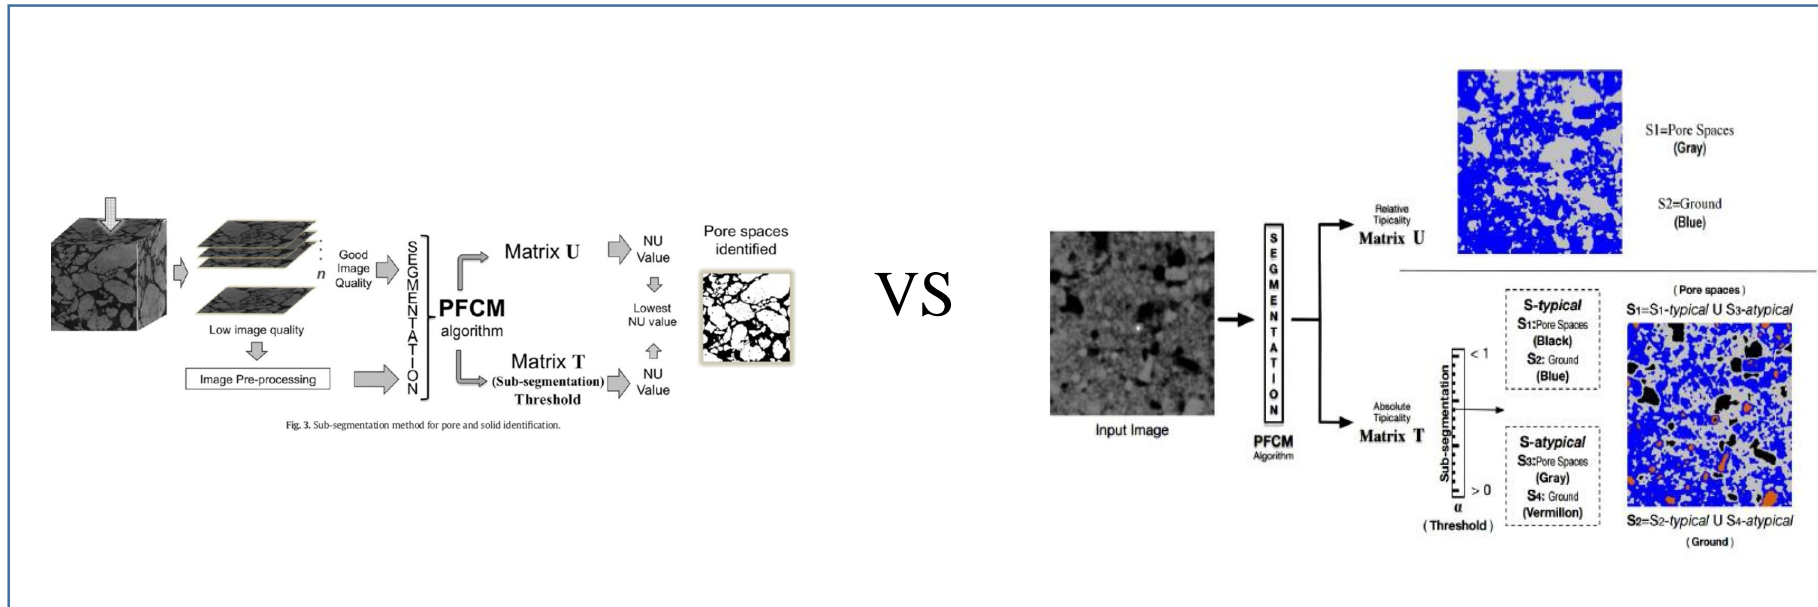 n
Good
Image
Quality
Low image quality
Image Pre-processing
SEGMENTATION
PFCM
algorithm
Matrix U
Matrix T
(Sub-segmentation)
Threshold
NU
Value
Lowest
NU value
NU
Value
Pore spaces
identified
Fig. 3. Sub-segmentation method for pore and solid identification.
VS
Input Image
SEGMENTATION
PFCM
Algorithm
Relative
Tipicality
Matrix U
S1=Pore Spaces
(Gray)
S2=Ground
(Blue)
Absolute
Tipicality
Matrix T
Sub-segmentation
< 1
> 0
α
(Threshold)
S-typical
S1:Pore Spaces
(Black)
S2: Ground
(Blue)
S-atypical
S3:Pore Spaces
(Gray)
S4: Ground
(Vermillon)
(Pore spaces)
S1=S1-typical U S3-atypical
S2=S2-typical U S4-atypical
(Ground)